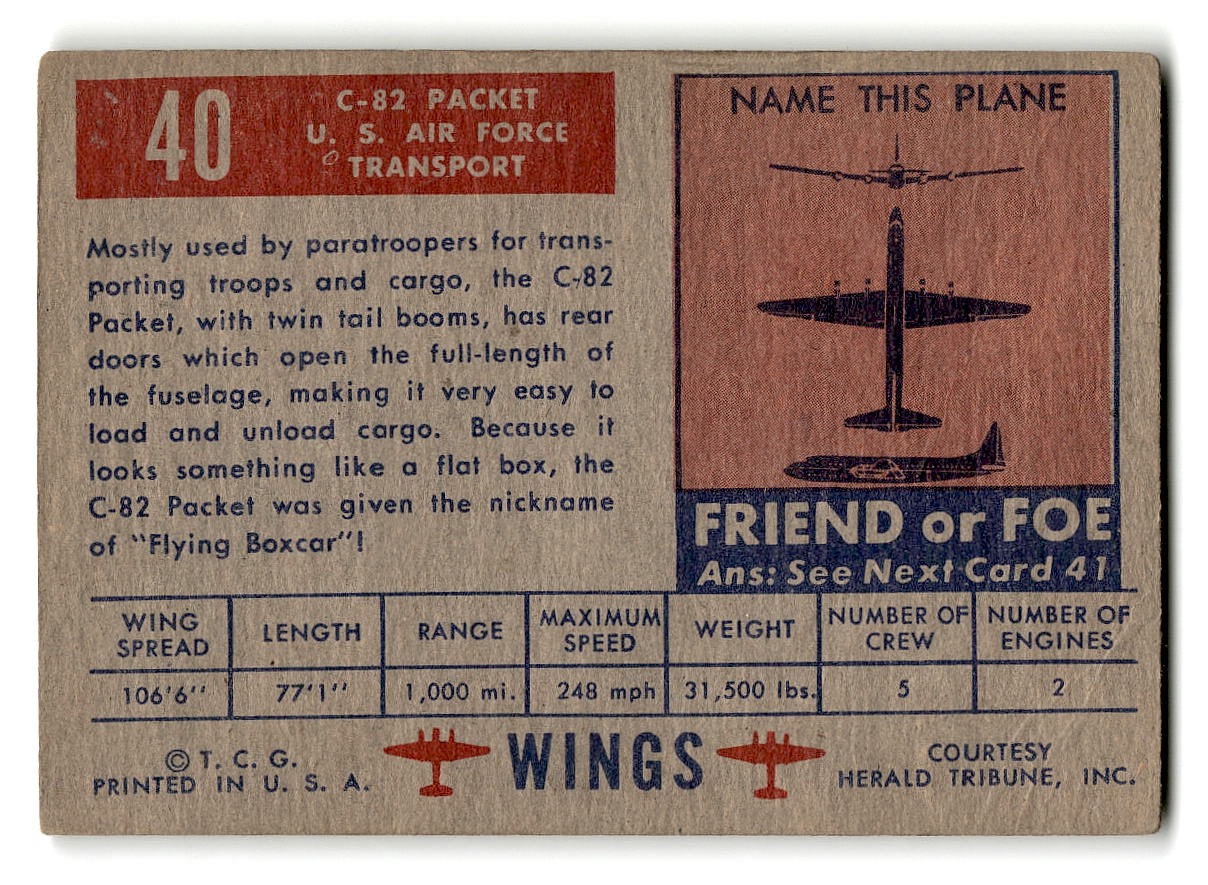 40
C-82 PACKET
U. S. AIR FORCE
TRANSPORT
Mostly used by paratroopers for trans-
porting troops and cargo, the C-82
Packet, with twin tail booms, has rear
doors which open the full-length of
the fuselage, making it very easy to
load and unload cargo. Because it
looks something like a flat box, the
C-82 Packet was given the nickname
of "Flying Boxcar"!
NAME THIS PLANE
FRIEND or FOE
Ans: See Next Card 41
WING SPREAD
LENGTH
RANGE
MAXIMUM SPEED
WEIGHT
NUMBER OF CREW
NUMBER OF ENGINES
106'6''
77'1''
1,000 mi.
248 mph
31,500 lbs.
5
2
© T. C. G.
PRINTED IN U. S. A.
WINGS
COURTESY
HERALD TRIBUNE, INC.